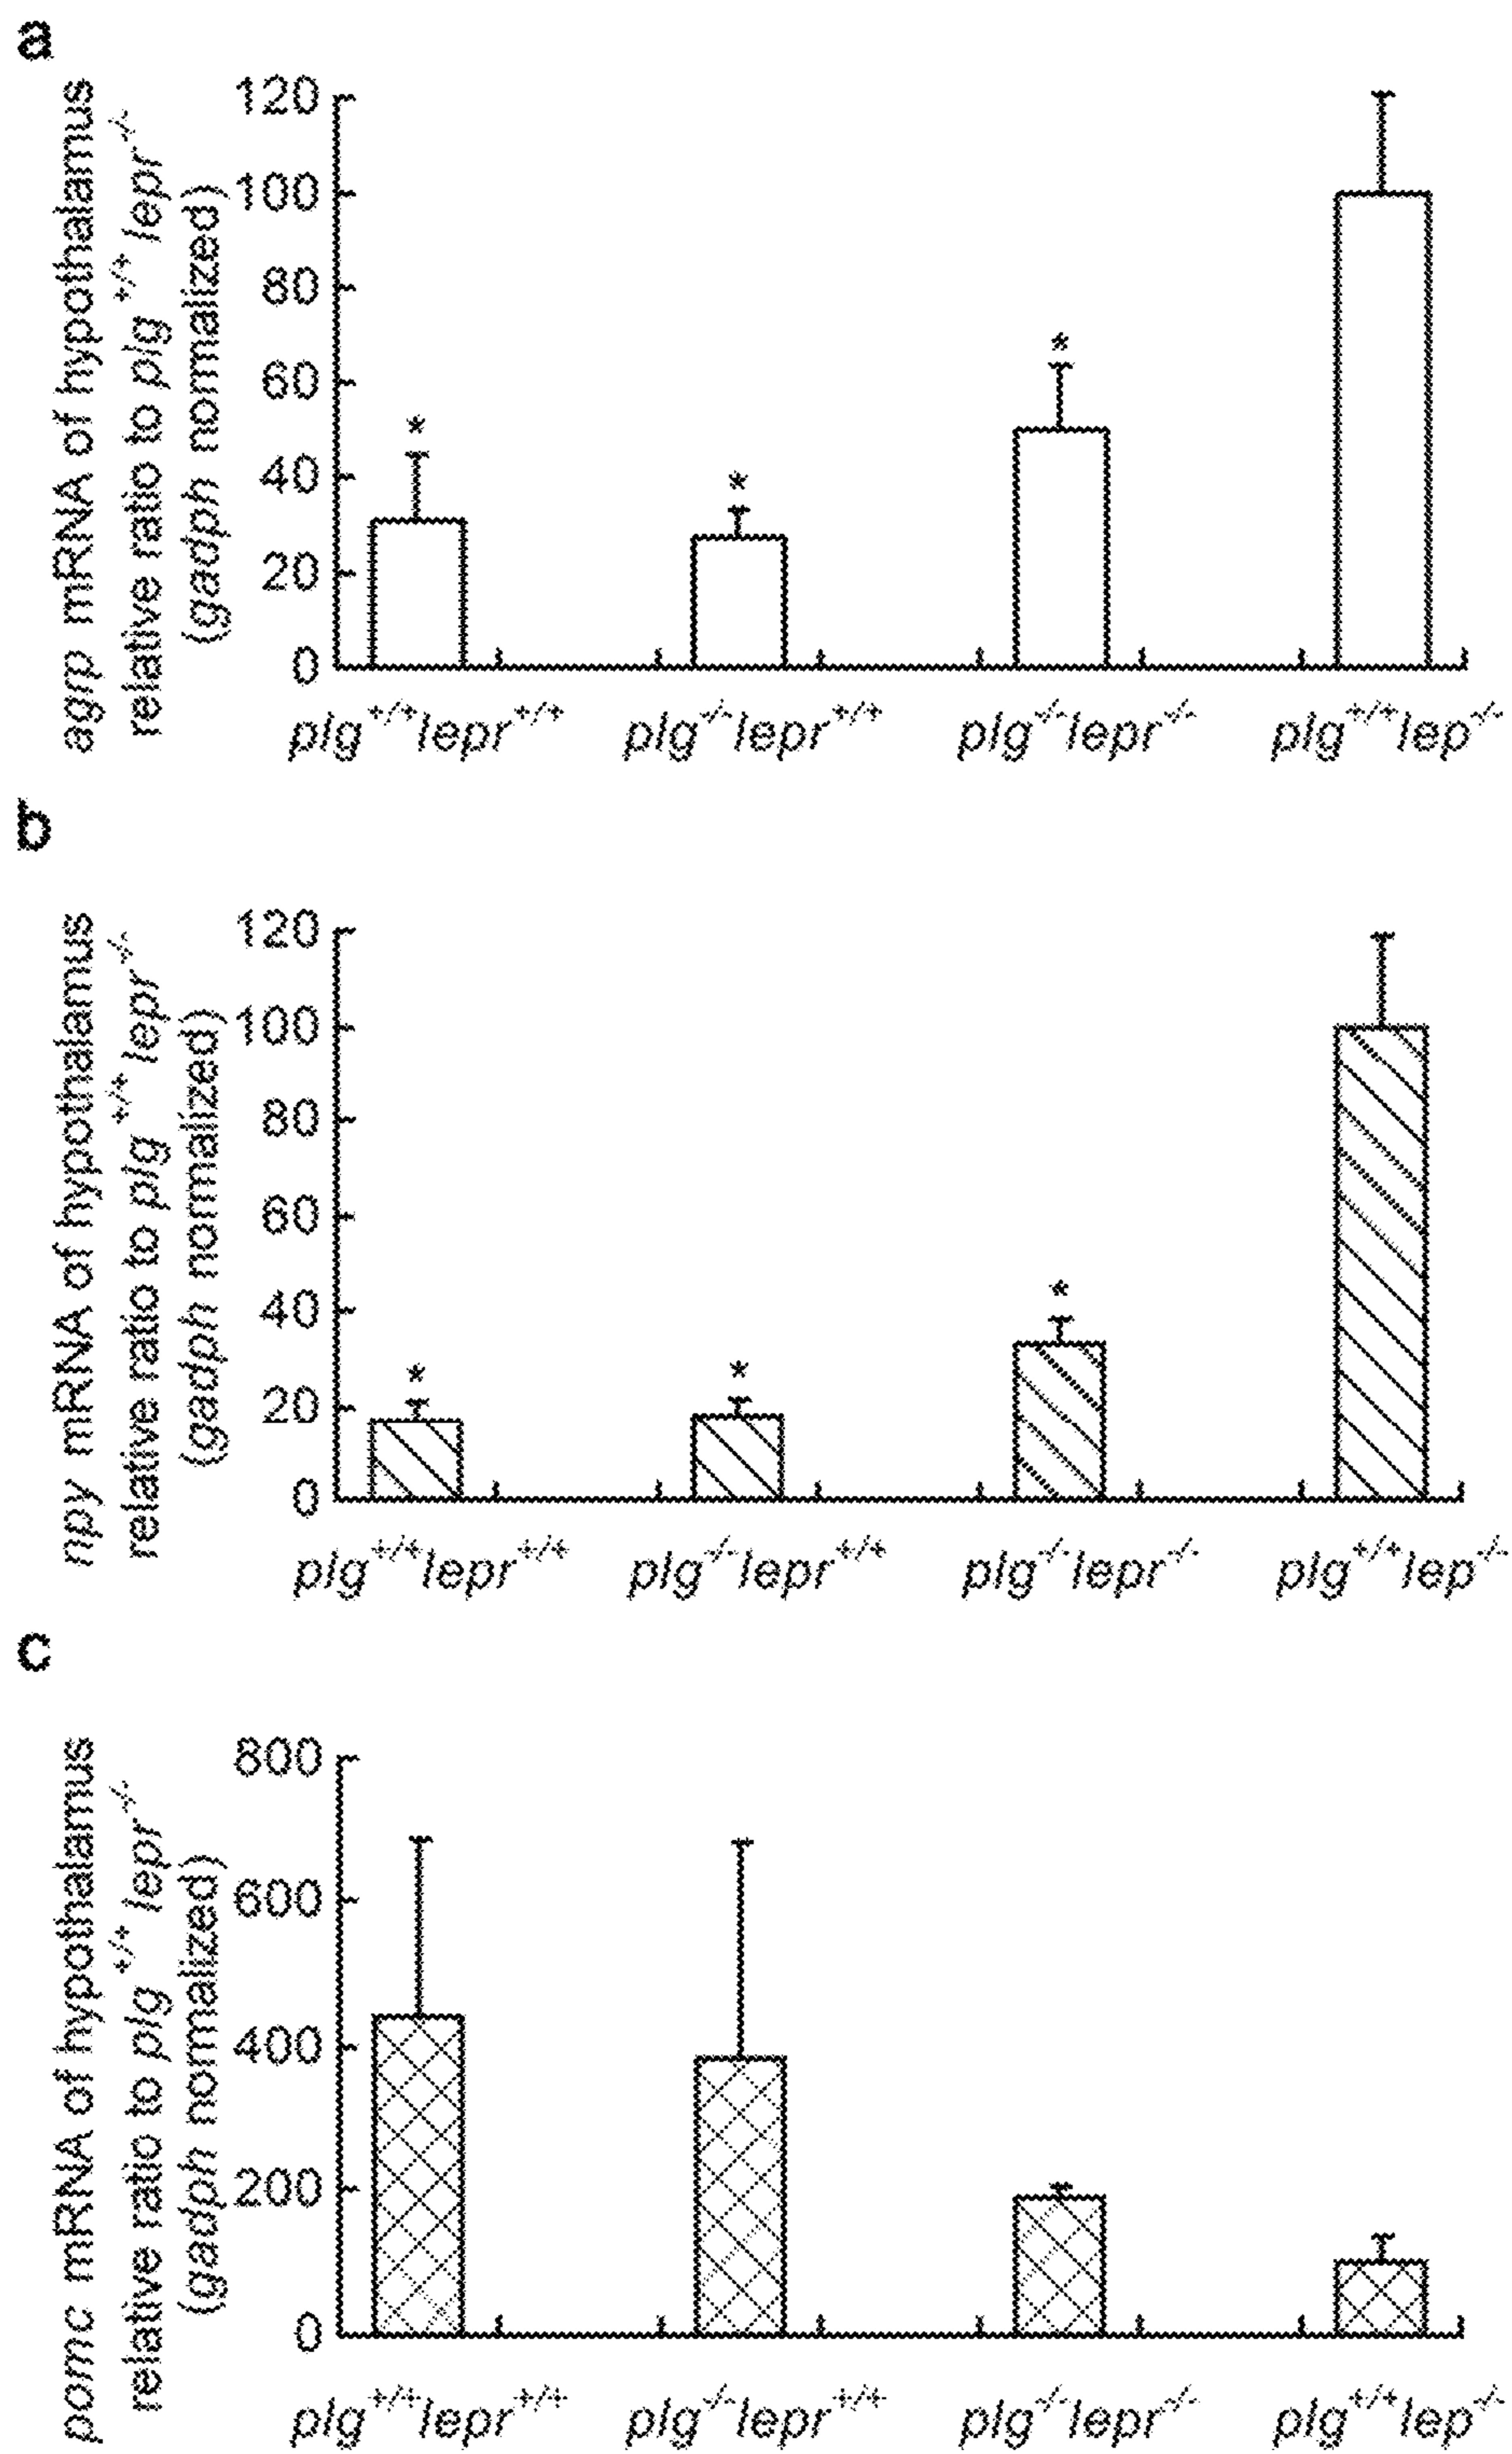 a
agrp mRNA of hypothalamus
relative ratio to plg +/+ lepr -/-
(gadph normalized)
120
100
80
60
40
20
0
*
*
*
plg+/+lepr+/+
plg-/-lepr+/+
plg-/-lepr-/-
plg+/+lep-/-
b
npy mRNA of hypothalamus
relative ratio to plg +/+ lepr -/-
(gadph normalized)
120
100
80
60
40
20
0
*
*
*
plg+/+lepr+/+
plg-/-lepr+/+
plg-/-lepr-/-
plg+/+lep-/-
c
pomc mRNA of hypothalamus
relative ratio to plg +/+ lepr -/-
(gadph normalized)
800
600
400
200
0
plg+/+lepr+/+
plg-/-lepr+/+
plg-/-lepr-/-
plg+/+lep-/-